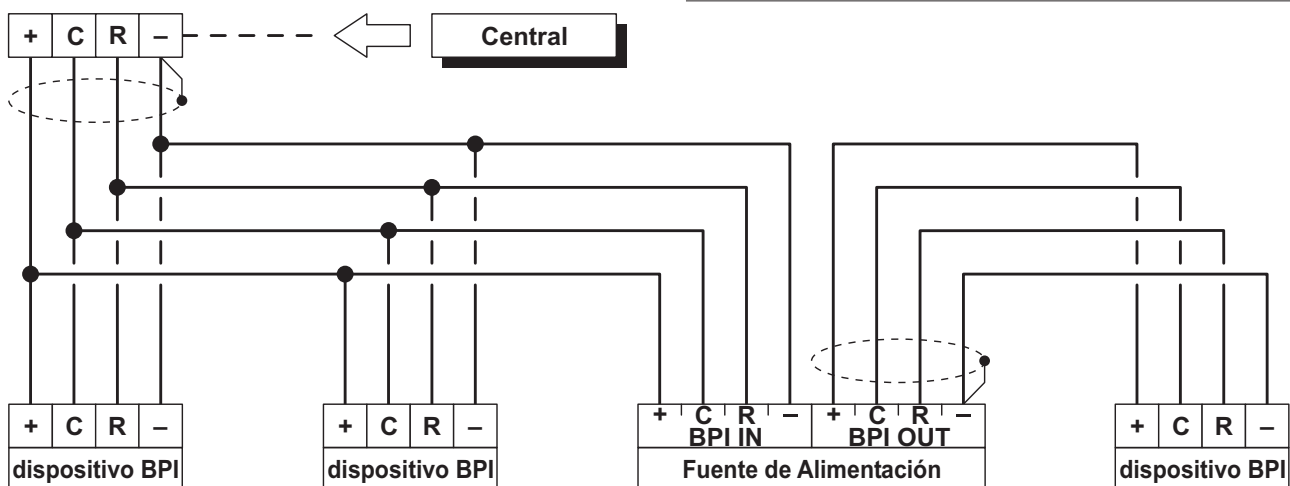 + C R –
Central
+ C R –
dispositivo BPI
+ C R –
dispositivo BPI
+ C R – + C R –
BPI IN BPI OUT
Fuente de Alimentación
+ C R –
dispositivo BPI